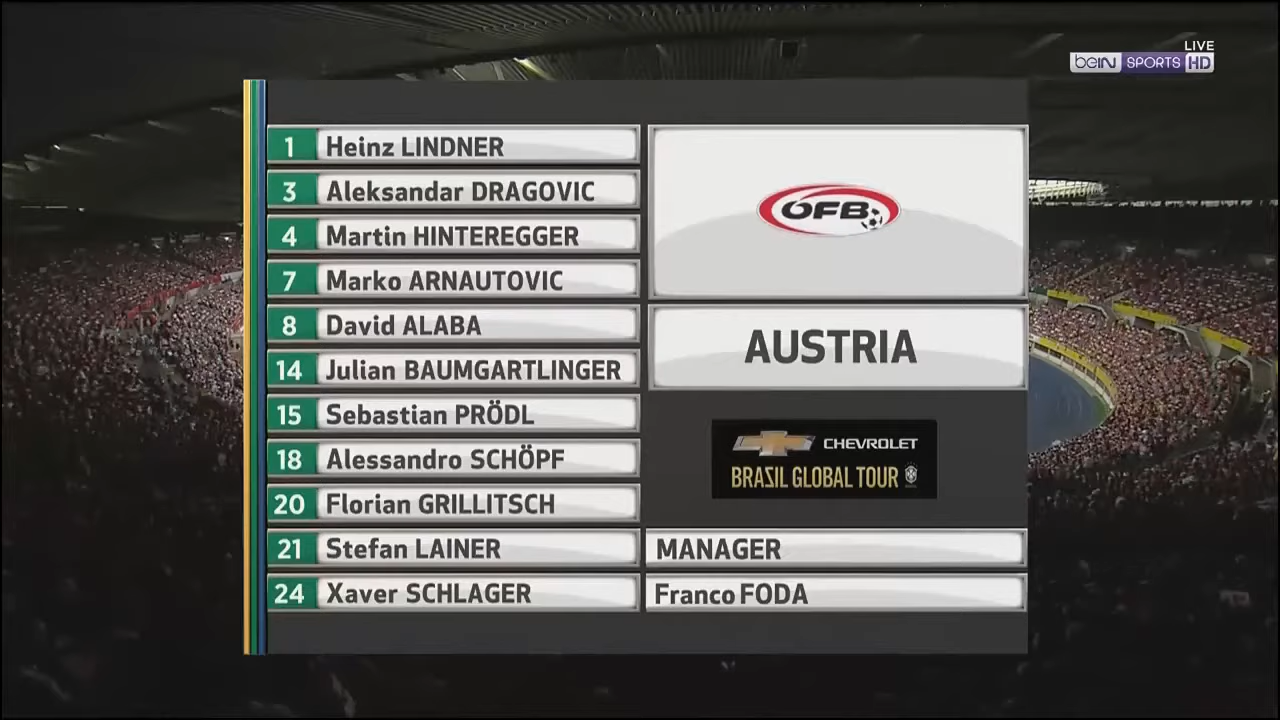 LIVE
beIN SPORTS HD
1 Heinz LINDNER
3 Aleksandar DRAGOVIC
4 Martin HINTEREGGER
7 Marko ARNAUTOVIC
8 David ALABA
14 Julian BAUMGARTLINGER
15 Sebastian PRÖDL
18 Alessandro SCHÖPF
20 Florian GRILLITSCH
21 Stefan LAINER
24 Xaver SCHLAGER
ÖFB
AUSTRIA
CHEVROLET
BRAZIL GLOBAL TOUR
MANAGER
Franco FODA